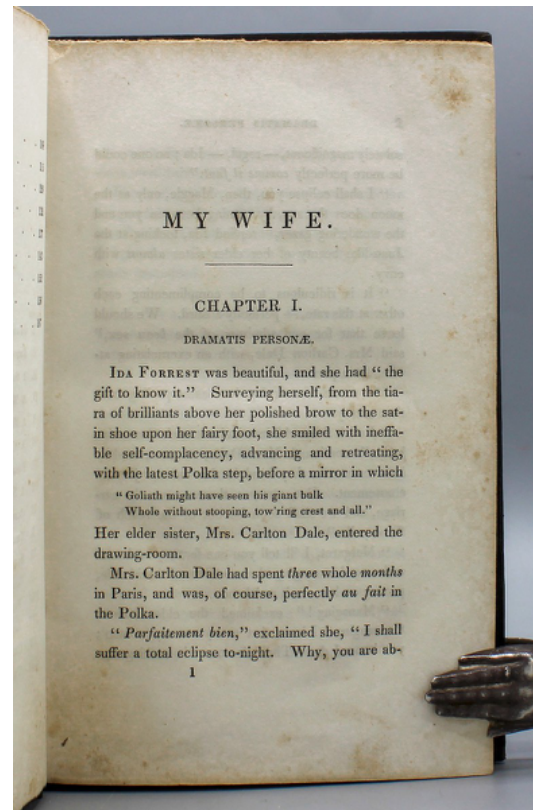 MY WIFE.
CHAPTER I.
DRAMATIS PERSONÆ.
IDA FORREST was beautiful, and she had "the
gift to know it." Surveying herself, from the tia-
ra of brilliants above her polished brow to the sat-
in shoe upon her fairy foot, she smiled with ineffa-
ble self-complacency, advancing and retreating,
with the latest Polka step, before a mirror in which
"Goliath might have seen his giant bulk
Whole without stooping, tow'ring crest and all."
Her elder sister, Mrs. Carlton Dale, entered the
drawing-room.
Mrs. Carlton Dale had spent three whole months
in Paris, and was, of course, perfectly au fait in
the Polka.
"Parfaitement bien," exclaimed she, "I shall
suffer a total eclipse to-night. Why, you are ab-
1